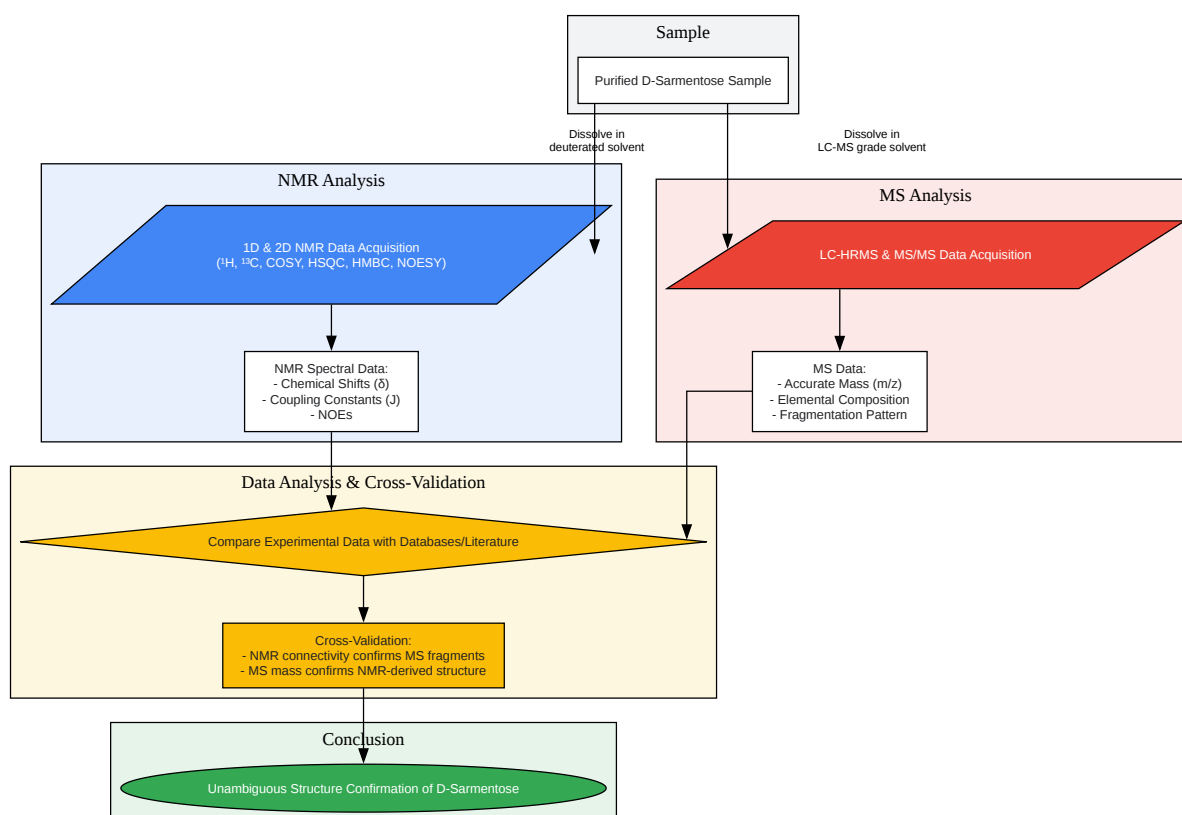 Sample
Purified D-Sarmentose Sample
Dissolve in
deuterated solvent
Dissolve in
LC-MS grade solvent
NMR Analysis
1D & 2D NMR Data Acquisition
(¹H, ¹³C, COSY, HSQC, HMBC, NOESY)
NMR Spectral Data:
- Chemical Shifts (δ)
- Coupling Constants (J)
- NOEs
MS Analysis
LC-HRMS & MS/MS Data Acquisition
MS Data:
- Accurate Mass (m/z)
- Elemental Composition
- Fragmentation Pattern
Data Analysis & Cross-Validation
Compare Experimental Data with Databases/Literature
Cross-Validation:
- NMR connectivity confirms MS fragments
- MS mass confirms NMR-derived structure
Conclusion
Unambiguous Structure Confirmation of D-Sarmentose